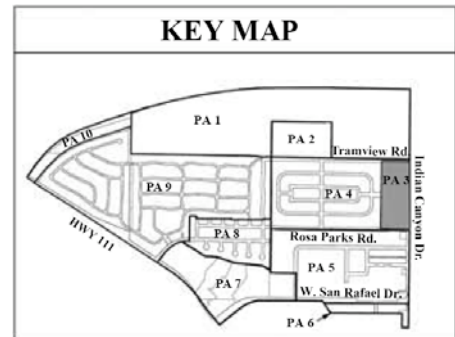 KEY MAP
PA 1
PA 10
PA 2
Tramview Rd.
PA 9
PA 4
PA 3
Indian Canyon Dr.
HWY 111
PA 8
Rosa Parks Rd.
PA 5
PA 7
W. San Rafael Dr.
PA 6